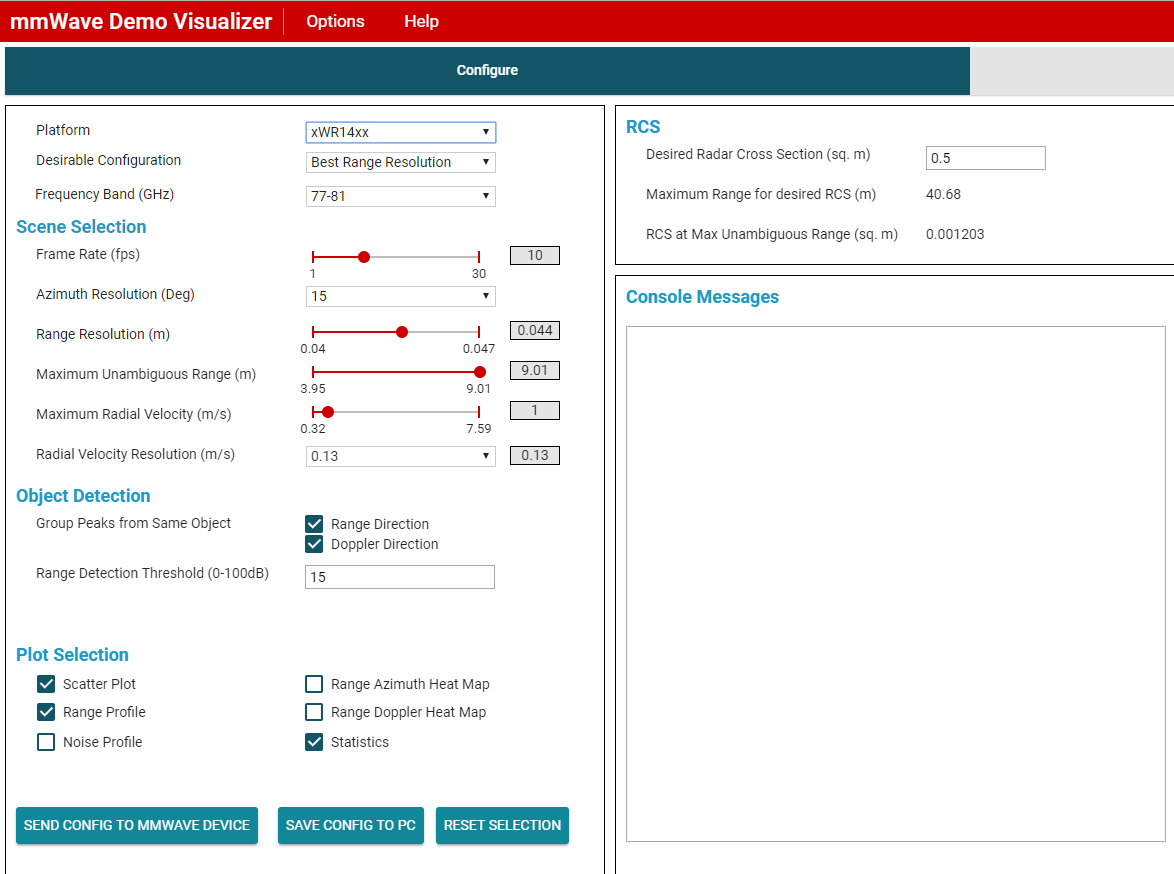 mmWave Demo Visualizer Options Help
Configure
Platform xWR14xx
Desirable Configuration Best Range Resolution
Frequency Band (GHz) 77-81
Scene Selection
Frame Rate (fps) 10
1 30
Azimuth Resolution (Deg) 15
Range Resolution (m) 0.044
0.04 0.047
Maximum Unambiguous Range (m) 9.01
3.95 9.01
Maximum Radial Velocity (m/s) 1
0.32 7.59
Radial Velocity Resolution (m/s) 0.13 0.13
Object Detection
Group Peaks from Same Object Range Direction
Doppler Direction
Range Detection Threshold (0-100dB) 15
Plot Selection
Scatter Plot Range Azimuth Heat Map
Range Profile Range Doppler Heat Map
Noise Profile Statistics
SEND CONFIG TO MMWAVE DEVICE SAVE CONFIG TO PC RESET SELECTION
RCS
Desired Radar Cross Section (sq. m) 0.5
Maximum Range for desired RCS (m) 40.68
RCS at Max Unambiguous Range (sq. m) 0.001203
Console Messages